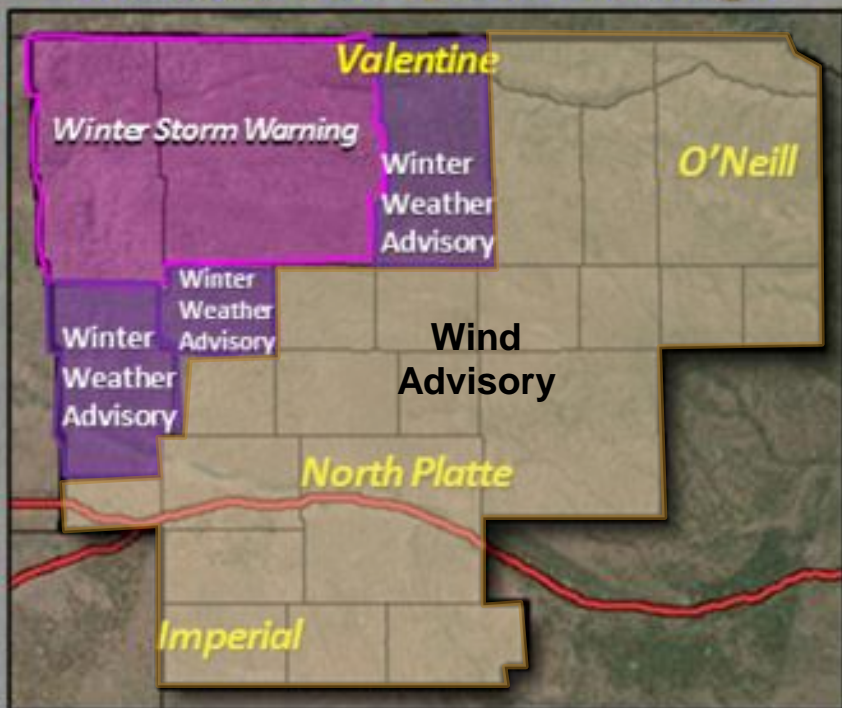 Valentine
Winter Storm Warning
O'Neill
Winter
Weather
Advisory
Winter
Weather
Advisory
Winter
Weather
Advisory
Wind
Advisory
North Platte
Imperial